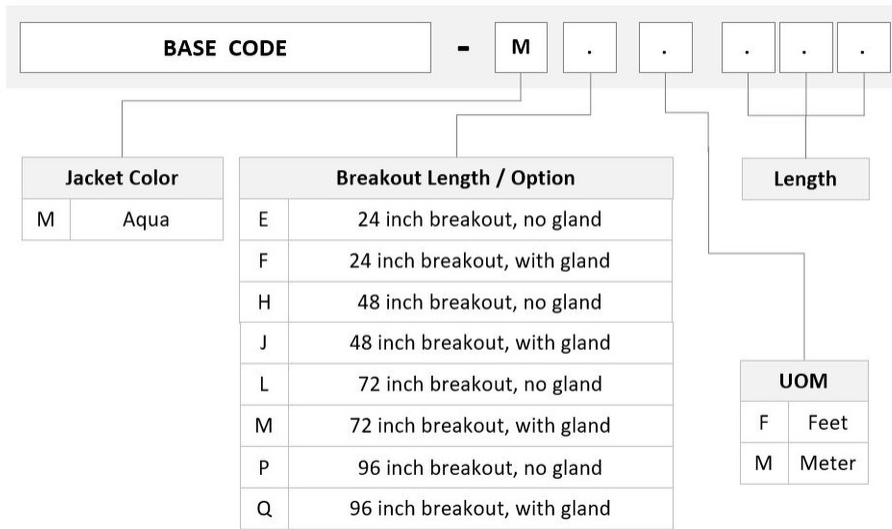 BASE CODE - M . . . . .
Jacket Color
M Aqua
Breakout Length / Option
E 24 inch breakout, no gland
F 24 inch breakout, with gland
H 48 inch breakout, no gland
J 48 inch breakout, with gland
L 72 inch breakout, no gland
M 72 inch breakout, with gland
P 96 inch breakout, no gland
Q 96 inch breakout, with gland
Length
UOM
F Feet
M Meter